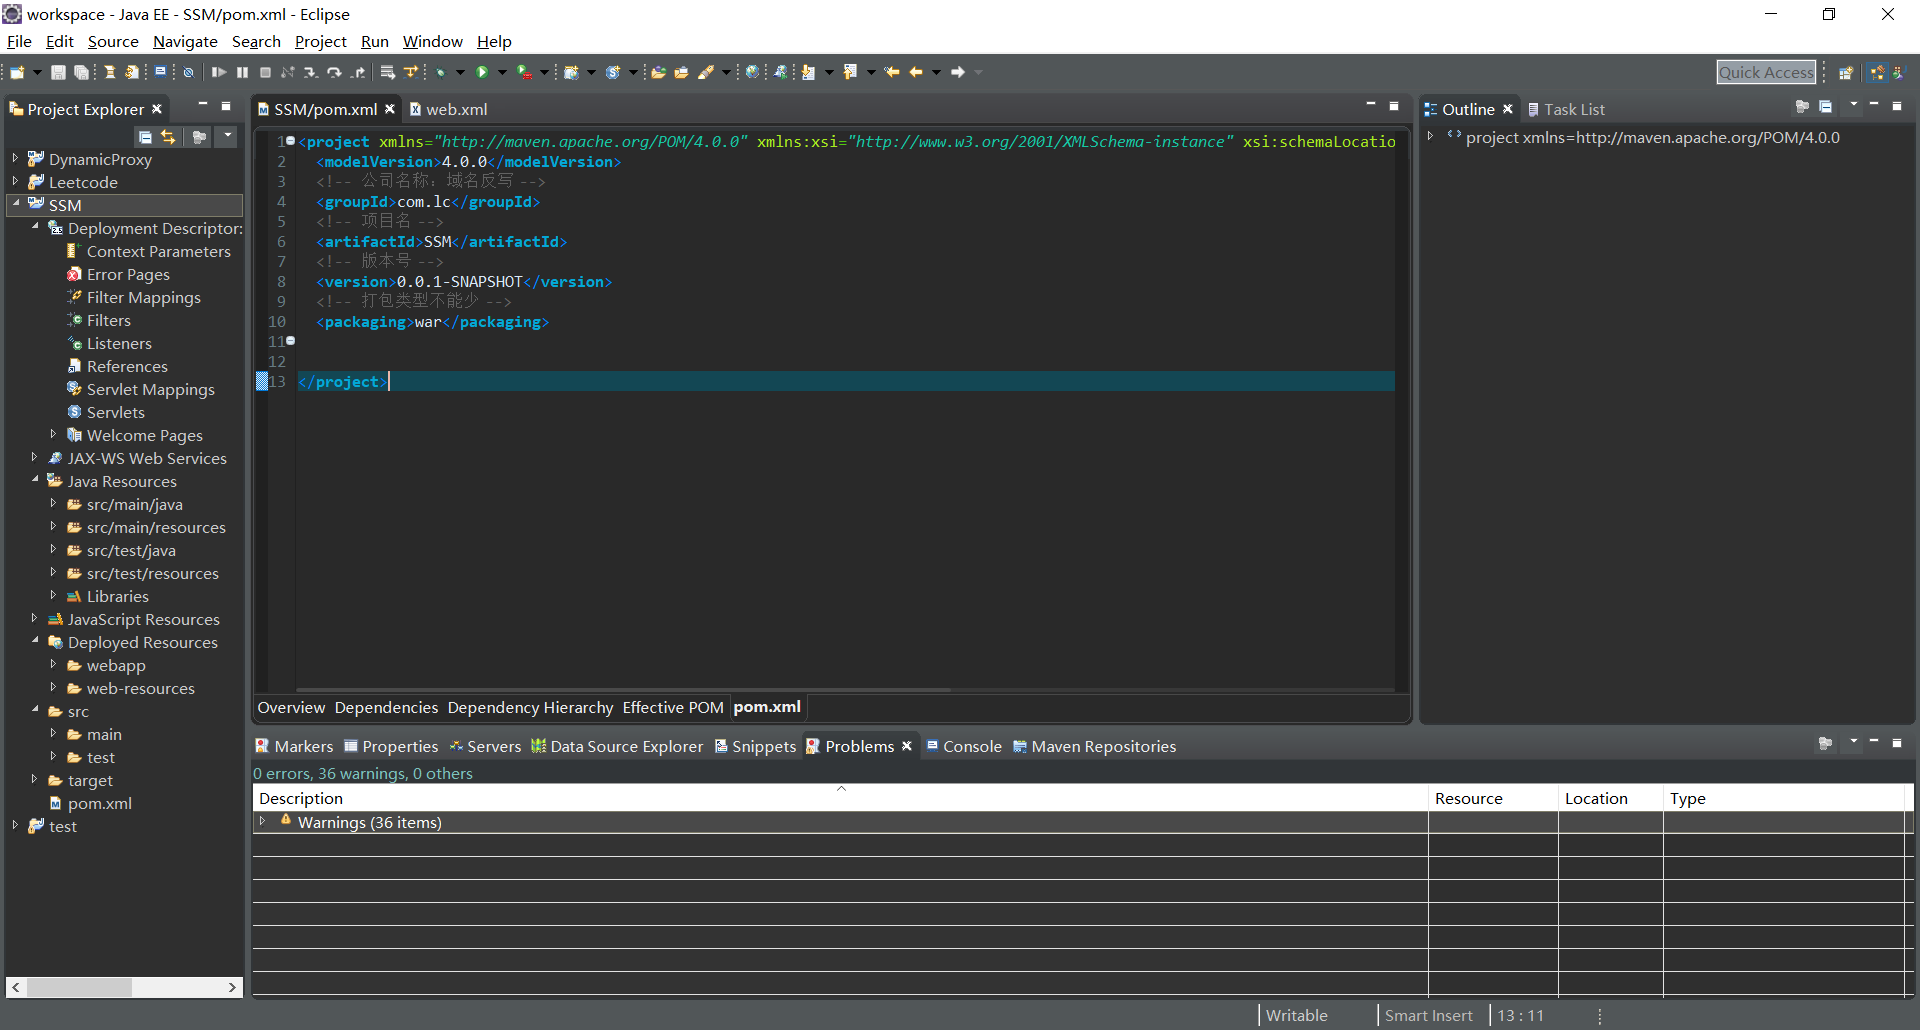 workspace - Java EE - SSM/pom.xml - Eclipse
File Edit Source Navigate Search Project Run Window Help
Quick Access
Project Explorer
DynamicProxy
Leetcode
SSM
Deployment Descriptor:
Context Parameters
Error Pages
Filter Mappings
Filters
Listeners
References
Servlet Mappings
Servlets
Welcome Pages
JAX-WS Web Services
Java Resources
src/main/java
src/main/resources
src/test/java
src/test/resources
Libraries
JavaScript Resources
Deployed Resources
webapp
web-resources
src
main
test
target
pom.xml
test
SSM/pom.xml web.xml
1 <project xmlns="http://maven.apache.org/POM/4.0.0" xmlns:xsi="http://www.w3.org/2001/XMLSchema-instance" xsi:schemaLocatio
2 <modelVersion>4.0.0</modelVersion>
3 <!-- 公司名称：域名反写 -->
4 <groupId>com.lc</groupId>
5 <!-- 项目名 -->
6 <artifactId>SSM</artifactId>
7 <!-- 版本号 -->
8 <version>0.0.1-SNAPSHOT</version>
9 <!-- 打包类型不能少 -->
10 <packaging>war</packaging>
11
12
13 </project>
Overview Dependencies Dependency Hierarchy Effective POM pom.xml
Outline Task List
project xmlns=http://maven.apache.org/POM/4.0.0
Markers Properties Servers Data Source Explorer Snippets Problems Console Maven Repositories
0 errors, 36 warnings, 0 others
Description Resource Location Type
Warnings (36 items)
Writable Smart Insert 13 : 11